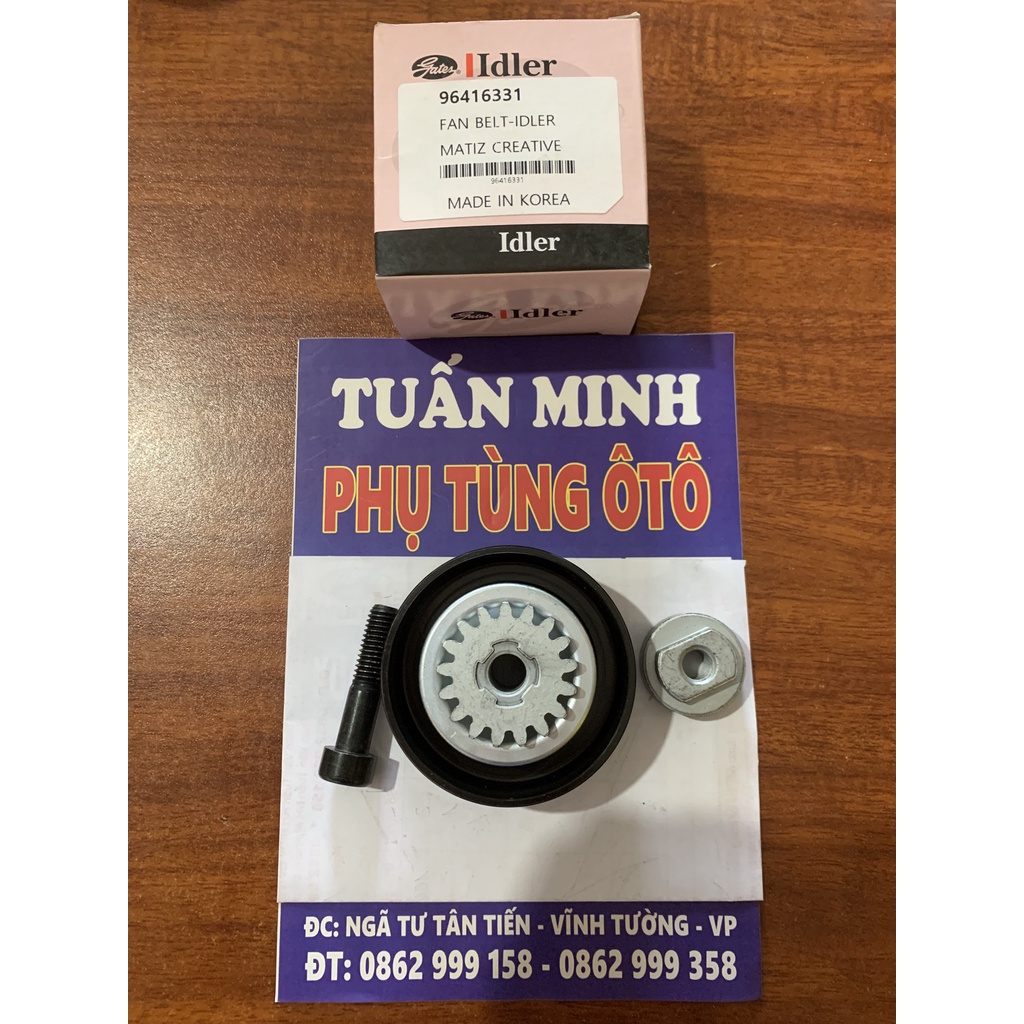 Gates Idler
96416331
FAN BELT-IDLER
MATIZ CREATIVE
96416331
MADE IN KOREA
Idler
Gates Idler
TUẤN MINH
PHỤ TÙNG ÔTÔ
ĐC: NGÃ TƯ TÂN TIẾN - VĨNH TƯỜNG - VP
ĐT: 0862 999 158 - 0862 999 358